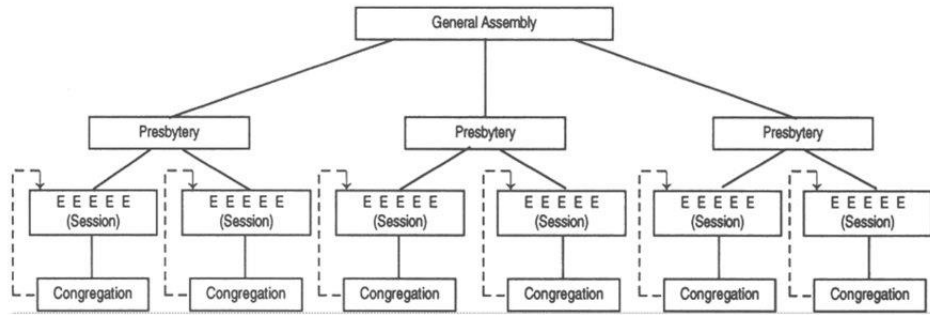 General Assembly
Presbytery Presbytery Presbytery
E E E E E E E E E E E E E E E E E E E E E E E E E E E E E E
(Session) (Session) (Session) (Session) (Session) (Session)
Congregation Congregation Congregation Congregation Congregation Congregation